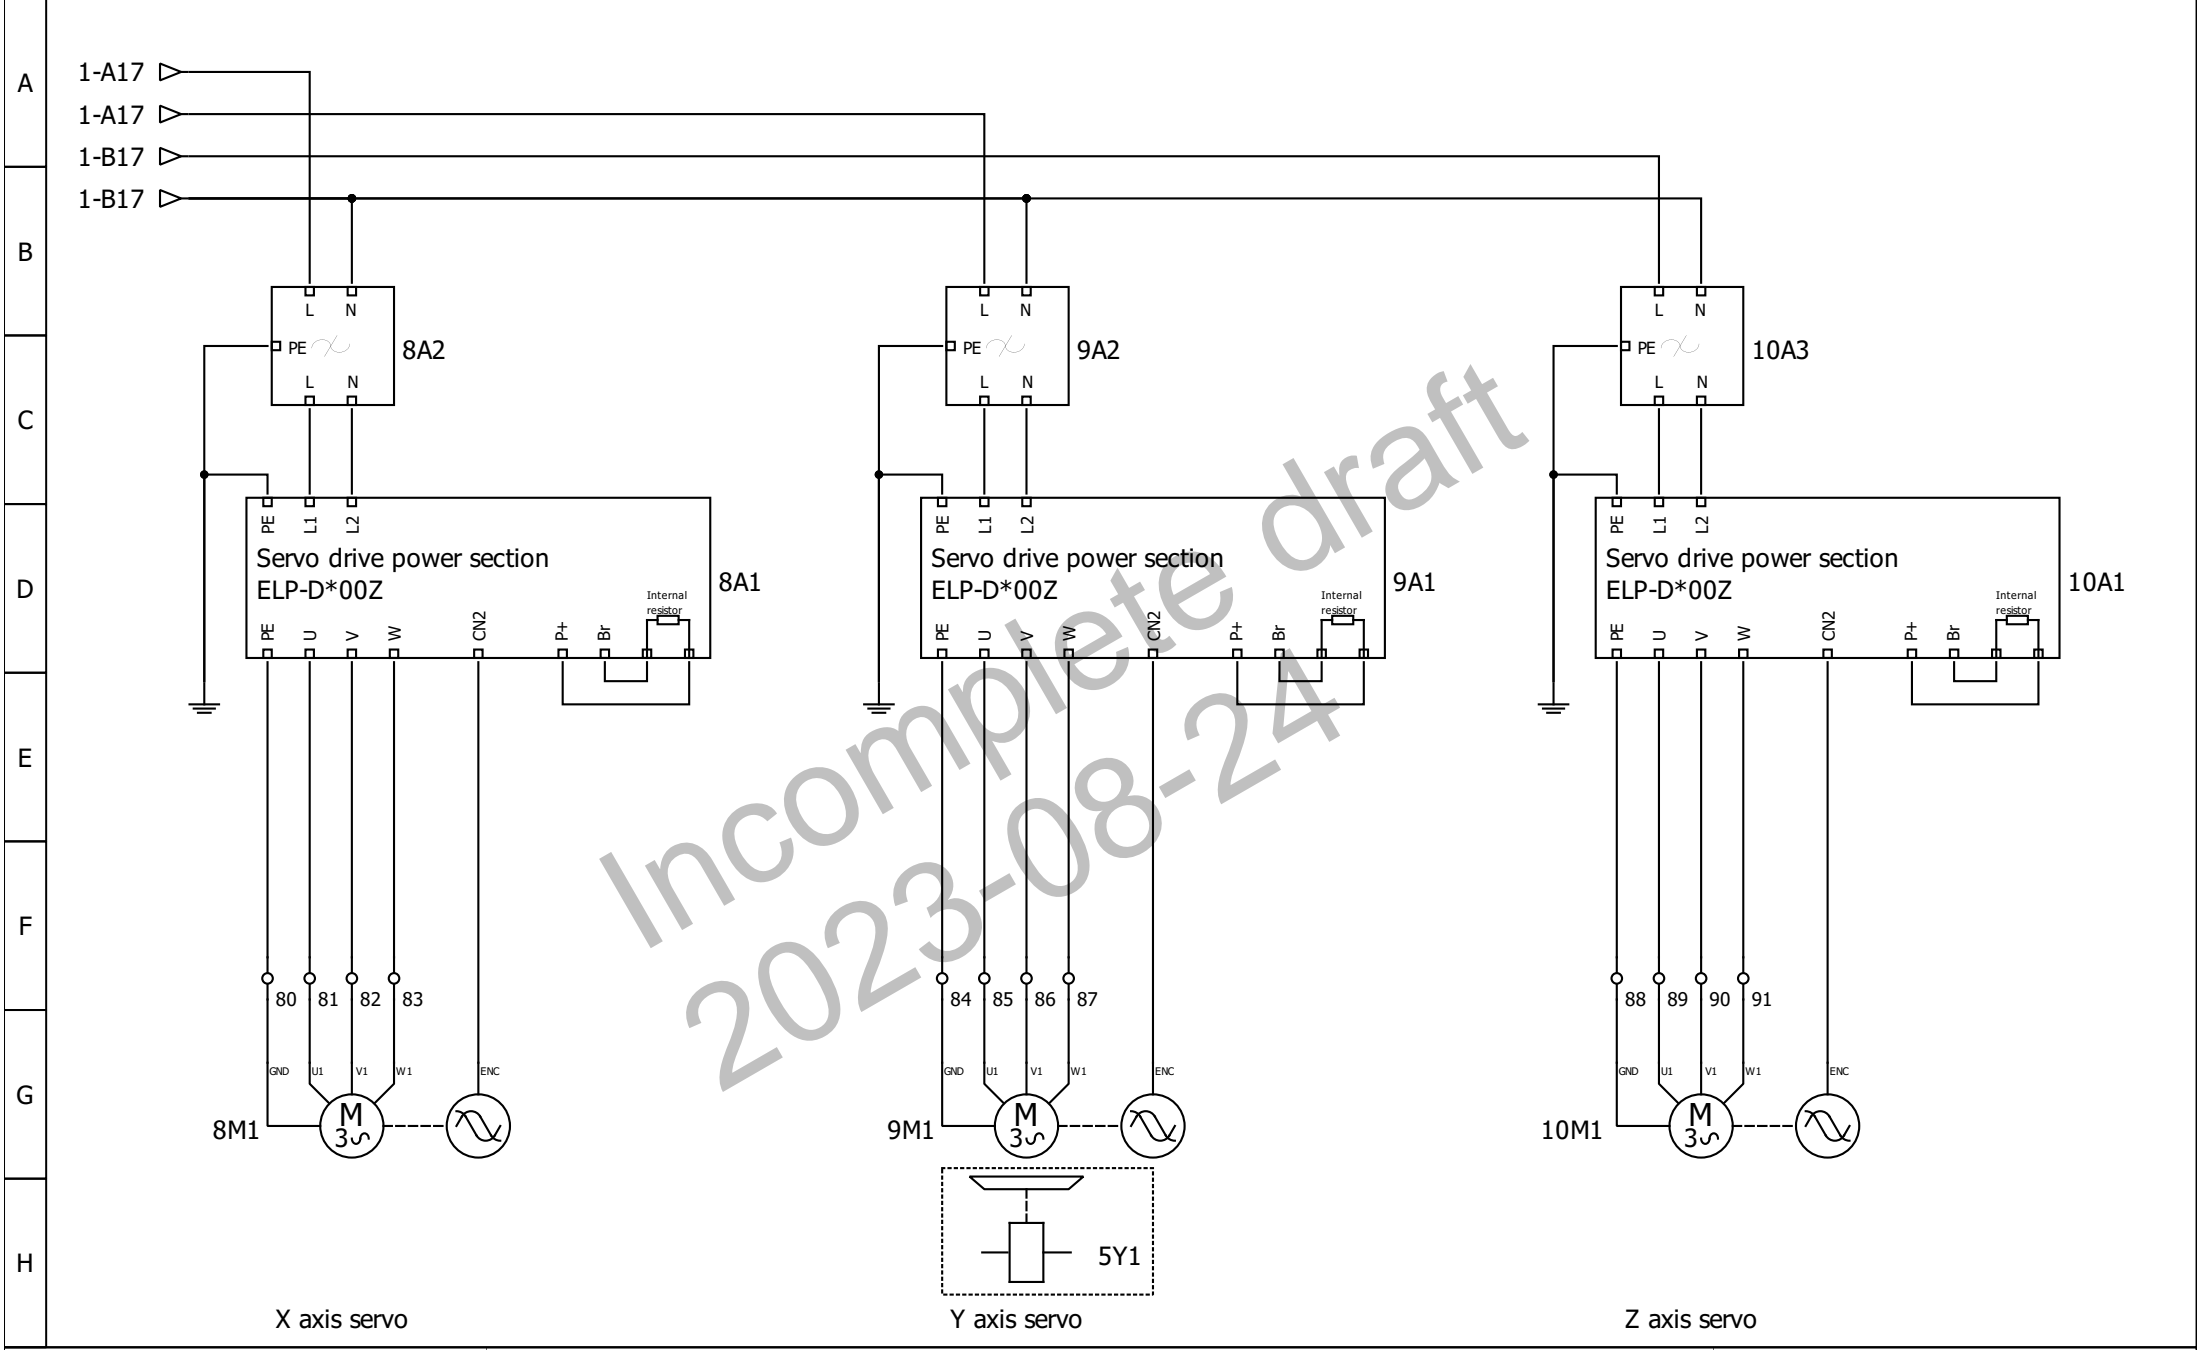 A
B
C
D
E
F
G
H
1-A17
1-A17
1-B17
1-B17
L N
PE
L N
8A2
L N
PE
L N
9A2
L N
PE
L N
10A3
PE L1 L2
Servo drive power section
ELP-D*00Z
Internal
resistor
PE U V W CN2 P+ Br
8A1
PE L1 L2
Servo drive power section
ELP-D*00Z
Internal
resistor
PE U V W CN2 P+ Br
9A1
PE L1 L2
Servo drive power section
ELP-D*00Z
Internal
resistor
PE U V W CN2 P+ Br
10A1
Incomplete draft
2023-08-24
80 81 82 83
GND U1 V1 W1 ENC
8M1
M
3
84 85 86 87
GND U1 V1 W1 ENC
9M1
M
3
88 89 90 91
GND U1 V1 W1 ENC
10M1
M
3
5Y1
X axis servo
Y axis servo
Z axis servo